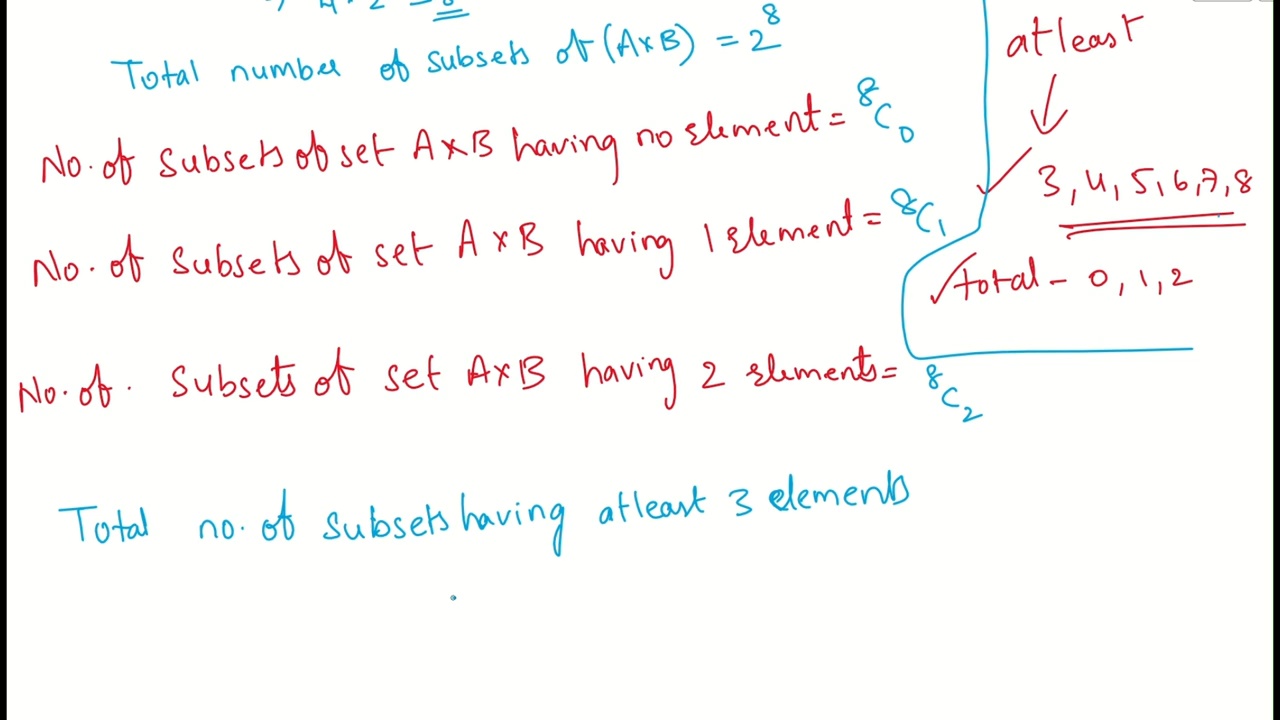 4·2 = 8
Total number of subsets of (A×B) = 2⁸
No. of subsets of set A×B having no element = ⁸C₀
No. of subsets of set A×B having 1 element = ⁸C₁
No. of. subsets of set A×B having 2 elements = ⁸C₂
Total no. of subsets having atleast 3 elements
atleast
3, 4, 5, 6, 7, 8
total - 0, 1, 2